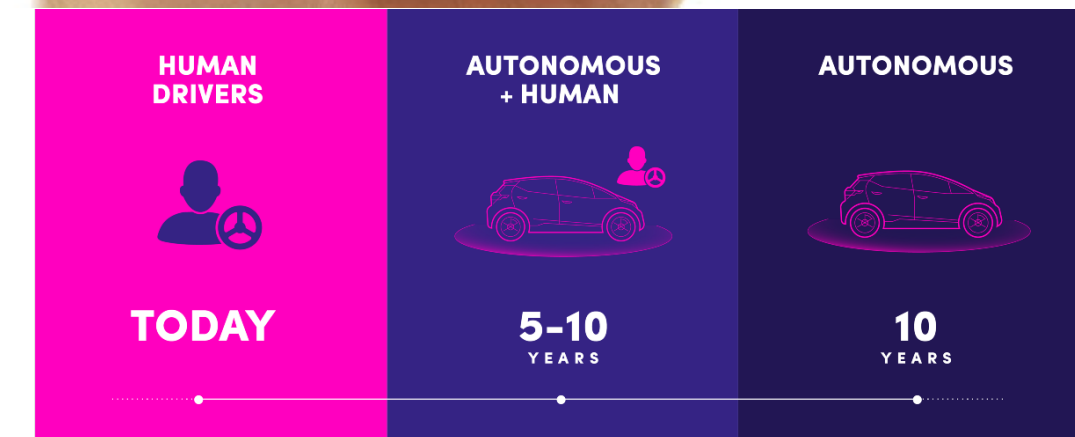 HUMAN
DRIVERS
TODAY
AUTONOMOUS
+ HUMAN
5-10
YEARS
AUTONOMOUS
10
YEARS